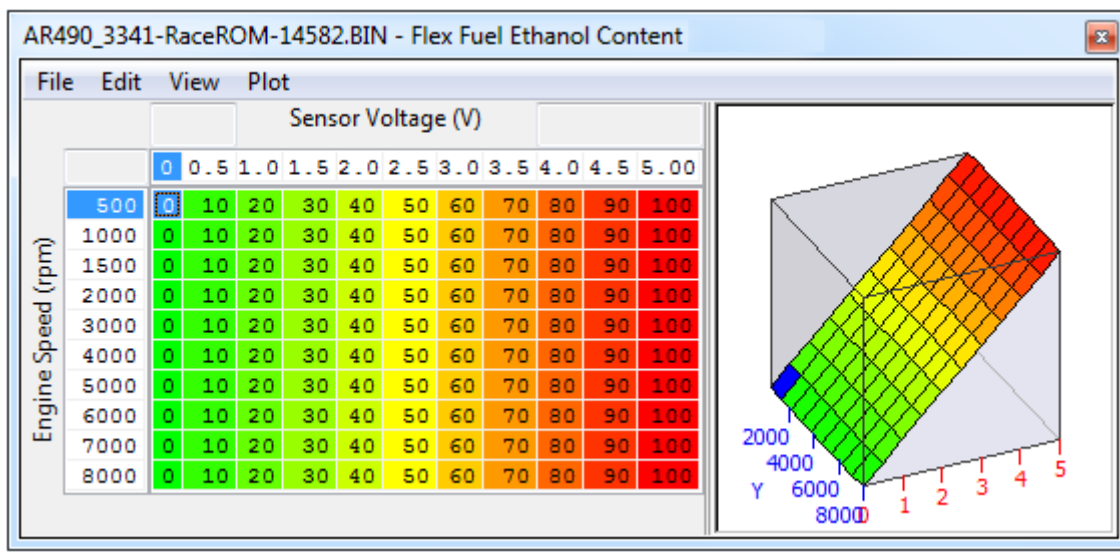 AR490_3341-RaceROM-14582.BIN - Flex Fuel Ethanol Content
File Edit View Plot
Sensor Voltage (V)
0 0.5 1.0 1.5 2.0 2.5 3.0 3.5 4.0 4.5 5.00
Engine Speed (rpm)
500 0 10 20 30 40 50 60 70 80 90 100
1000 0 10 20 30 40 50 60 70 80 90 100
1500 0 10 20 30 40 50 60 70 80 90 100
2000 0 10 20 30 40 50 60 70 80 90 100
3000 0 10 20 30 40 50 60 70 80 90 100
4000 0 10 20 30 40 50 60 70 80 90 100
5000 0 10 20 30 40 50 60 70 80 90 100
6000 0 10 20 30 40 50 60 70 80 90 100
7000 0 10 20 30 40 50 60 70 80 90 100
8000 0 10 20 30 40 50 60 70 80 90 100
2000
4000
Y 6000
8000
0 1 2 3 4 5